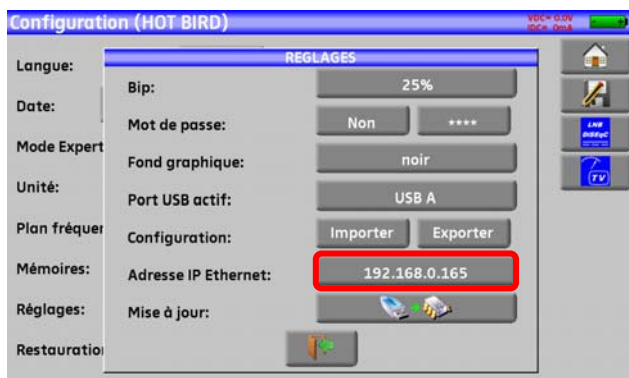 Configuration (HOT BIRD)
VDC= 0.0V
IDC= 0mA
REGLAGES
Langue:
Date:
Mode Expert
Unité:
Plan fréquen
Mémoires:
Réglages:
Restauration
Bip: 25%
Mot de passe: Non ****
Fond graphique: noir
Port USB actif: USB A
Configuration: Importer Exporter
Adresse IP Ethernet: 192.168.0.165
Mise à jour:
LNB
DISEqC
TV